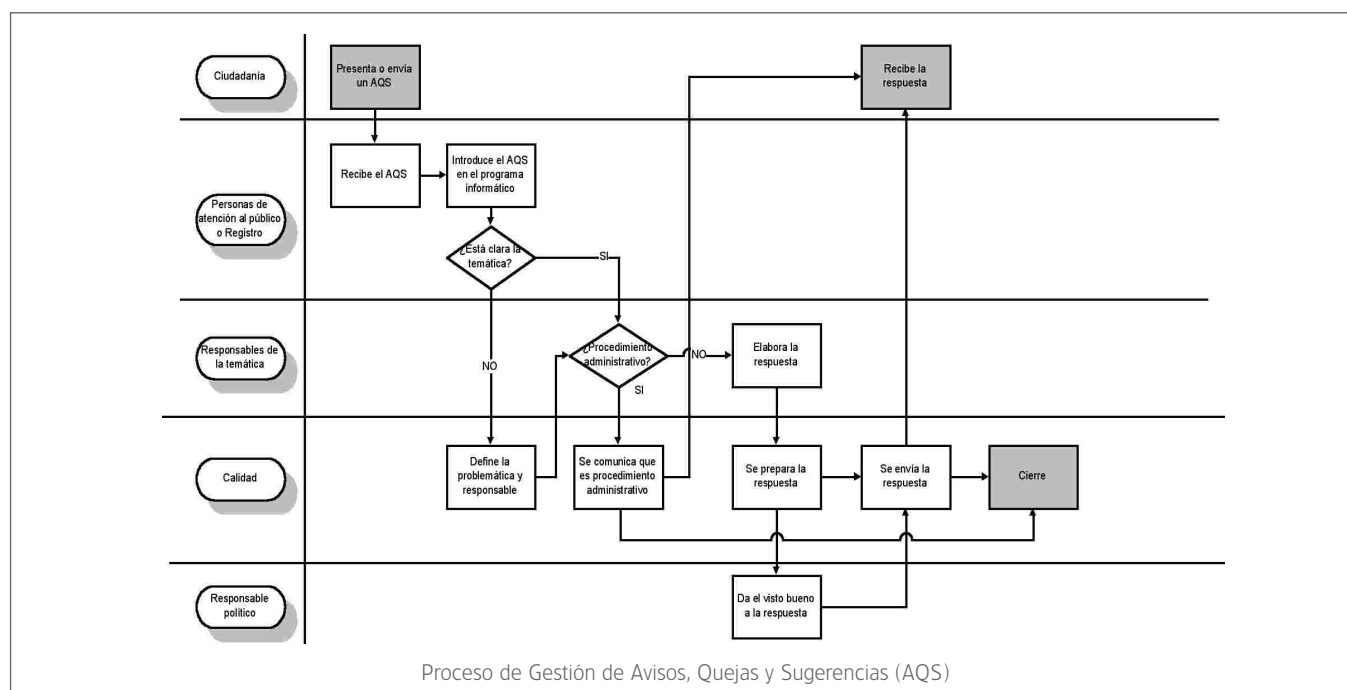 Ciudadanía
Presenta o envía
un AQS
Recibe la
respuesta
Personas de
atención al público
o Registro
Recibe el AQS
Introduce el AQS
en el programa
informático
¿Está clara la
temática?
SI
Responsables de
la temática
NO
¿Procedimiento
administrativo?
NO
SI
Elabora la
respuesta
Calidad
Define la
problemática y
responsable
Se comunica que
es procedimiento
administrativo
Se prepara la
respuesta
Se envía la
respuesta
Cierre
Responsable
político
Da el visto bueno
a la respuesta
Proceso de Gestión de Avisos, Quejas y Sugerencias (AQS)